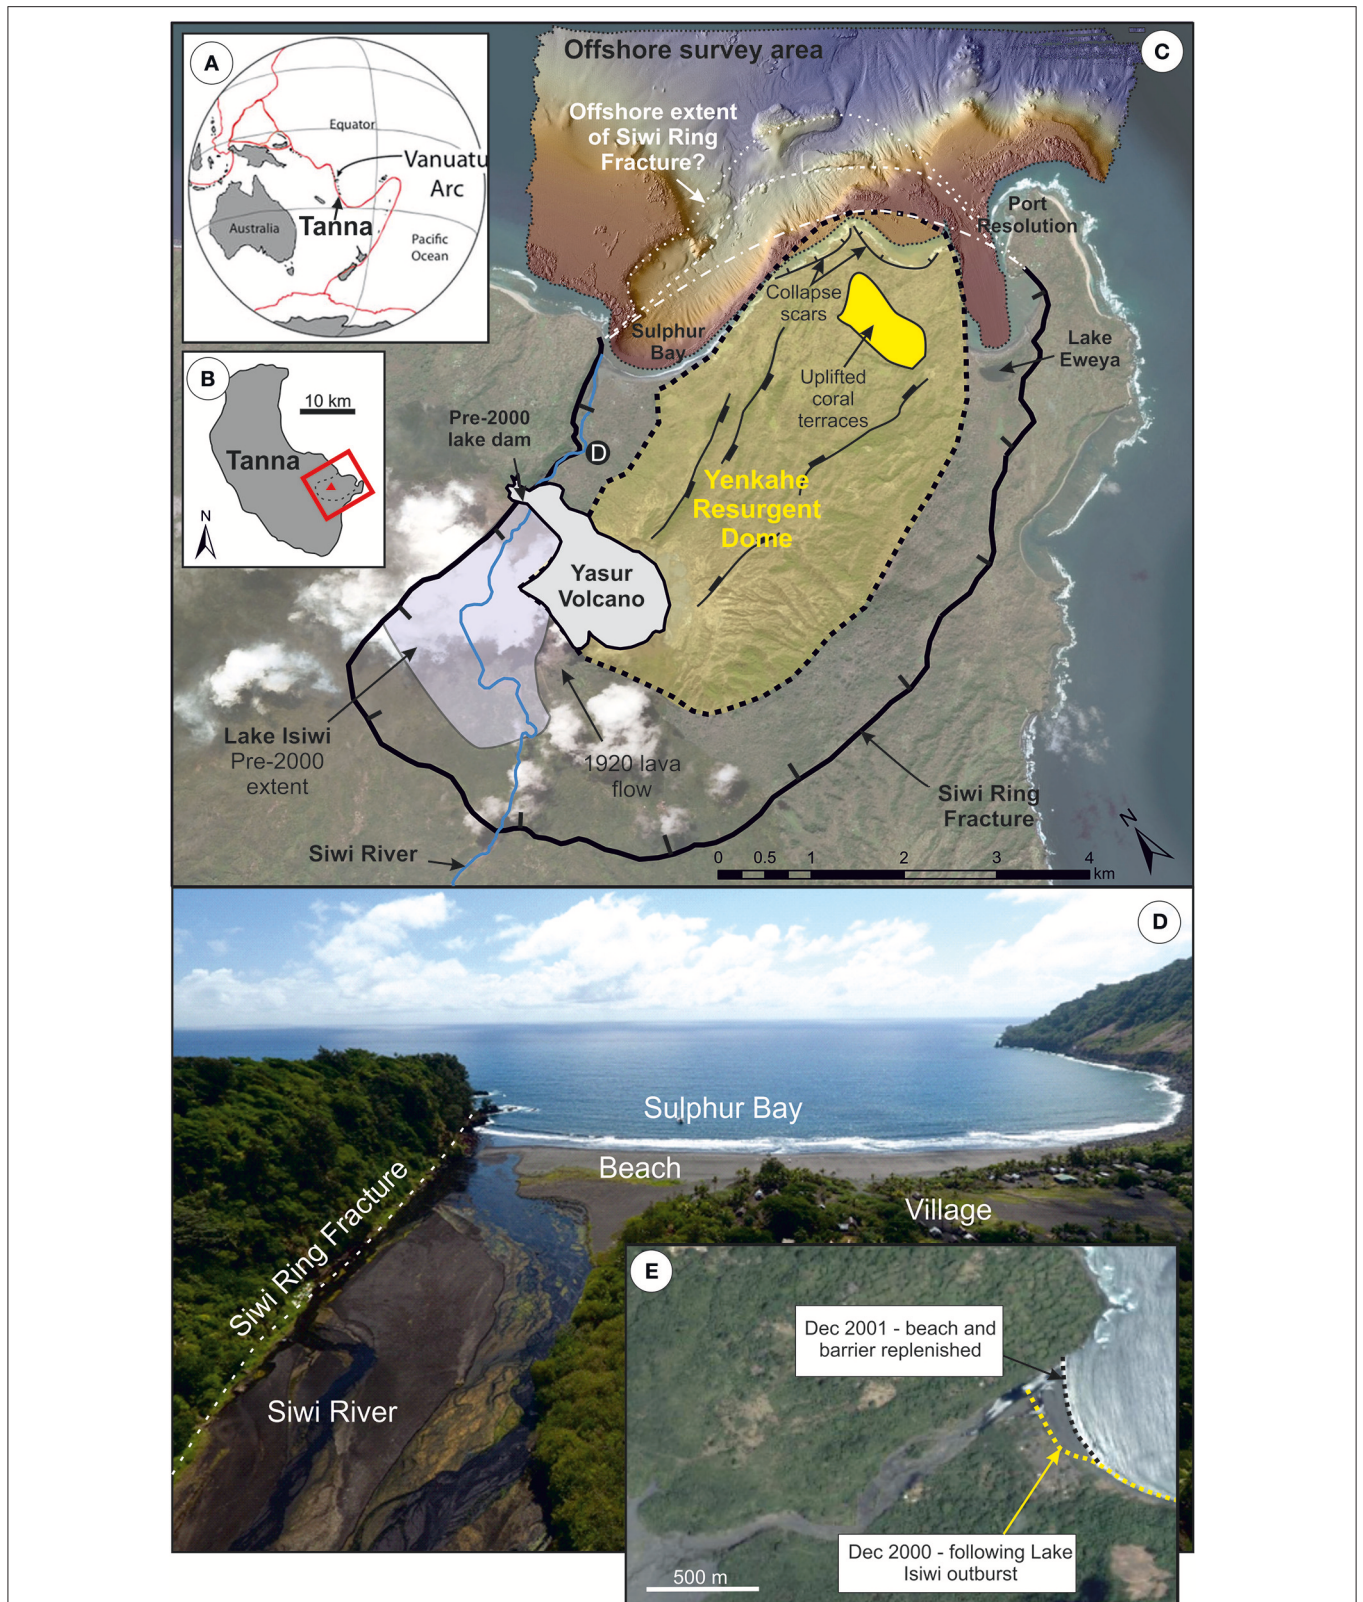 A
Equator
Vanuatu
Arc
Tanna
Australia
Pacific
Ocean
B
10 km
Tanna
N
C
Offshore survey area
Offshore extent
of Siwi Ring
Fracture?
Port
Resolution
Collapse
scars
Sulphur
Bay
Lake
Eweya
Uplifted
coral
terraces
Pre-2000
lake dam
D
Yenkahe
Resurgent
Dome
Yasur
Volcano
Lake Isiwi
Pre-2000
extent
1920 lava
flow
Siwi Ring
Fracture
Siwi River
N
0 0.5 1 2 3 4
km
D
Sulphur Bay
Beach
Village
Siwi Ring Fracture
Siwi River
E
Dec 2001 - beach and
barrier replenished
Dec 2000 - following Lake
Isiwi outburst
500 m